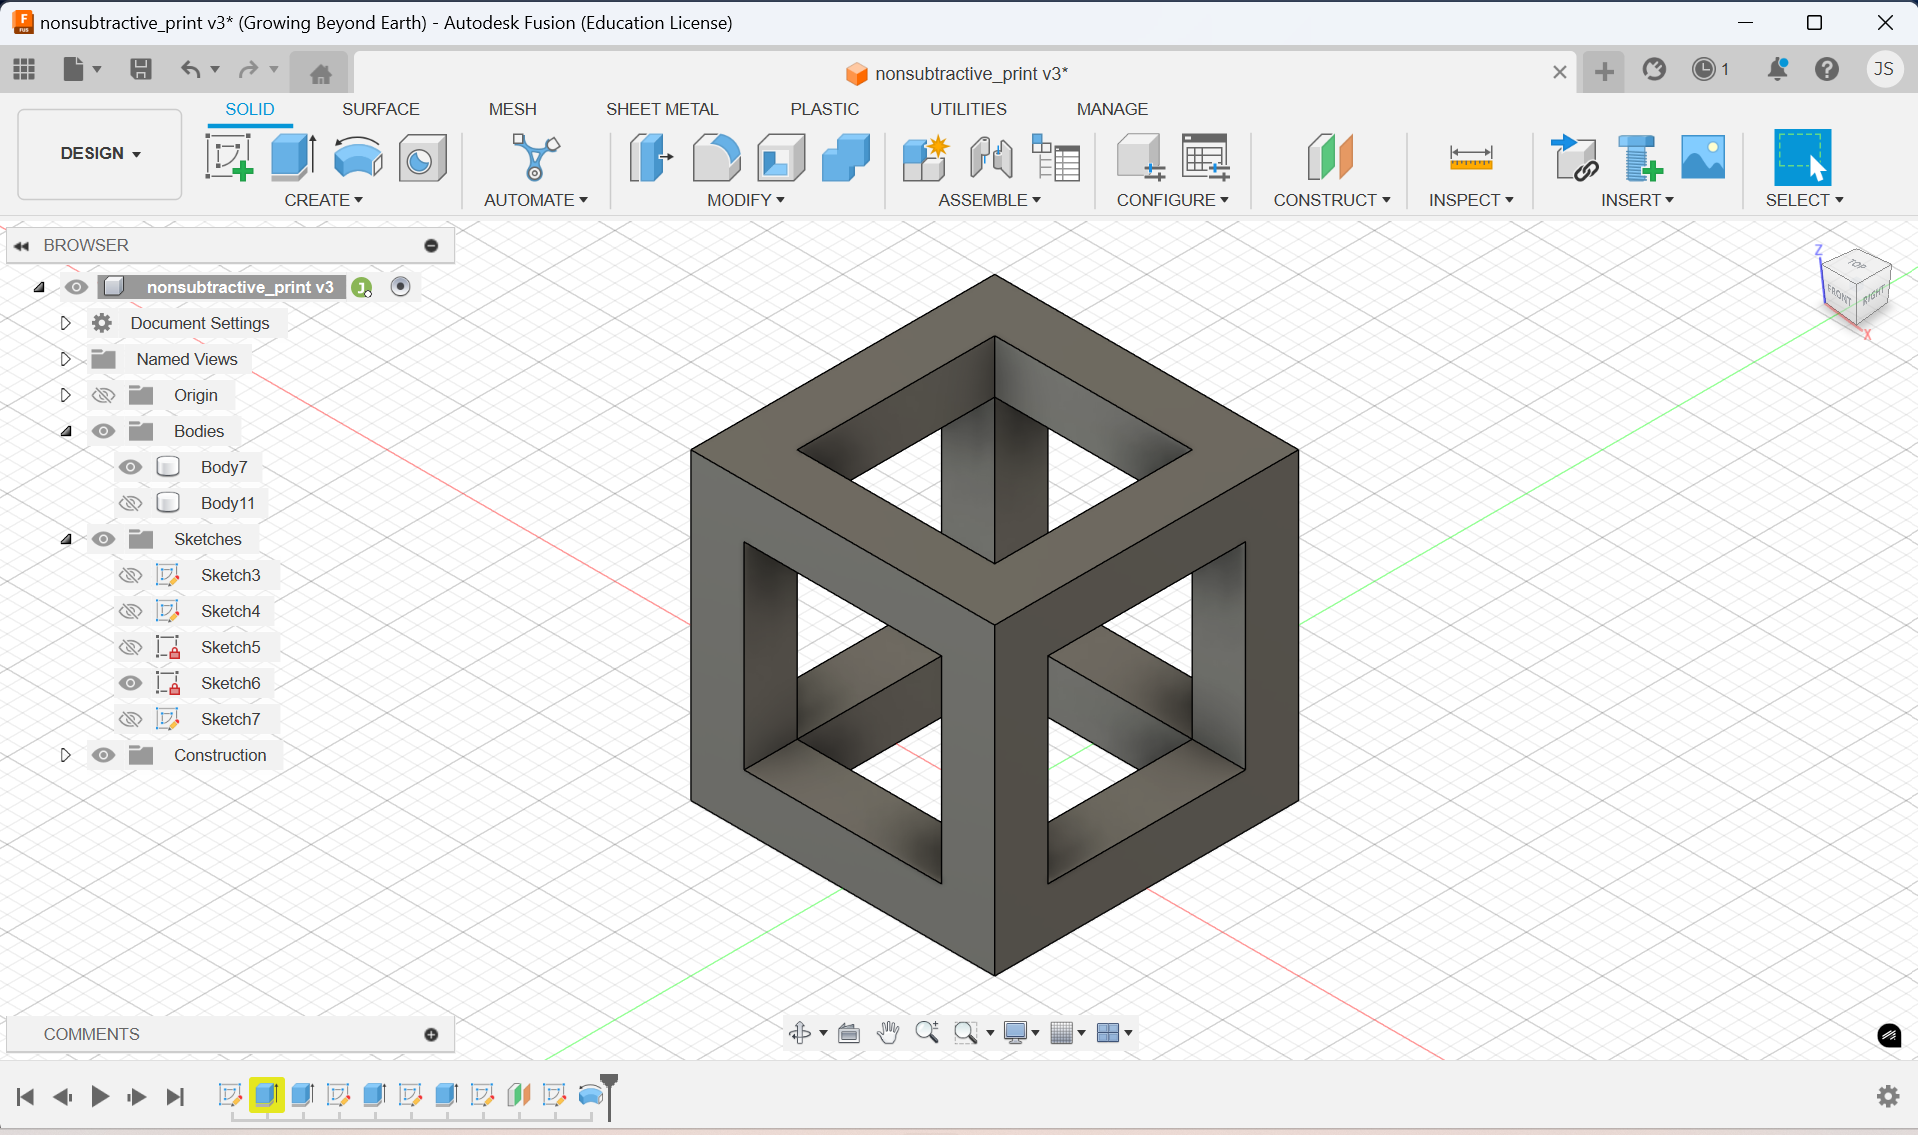 nonsubtractive_print v3* (Growing Beyond Earth) - Autodesk Fusion (Education License)
nonsubtractive_print v3*
1
JS
SOLID SURFACE MESH SHEET METAL PLASTIC UTILITIES MANAGE
DESIGN
CREATE AUTOMATE MODIFY ASSEMBLE CONFIGURE CONSTRUCT INSPECT INSERT SELECT
BROWSER
nonsubtractive_print v3
J
Document Settings
Named Views
Origin
Bodies
Body7
Body11
Sketches
Sketch3
Sketch4
Sketch5
Sketch6
Sketch7
Construction
Z
TOP
FRONT
RIGHT
X
COMMENTS